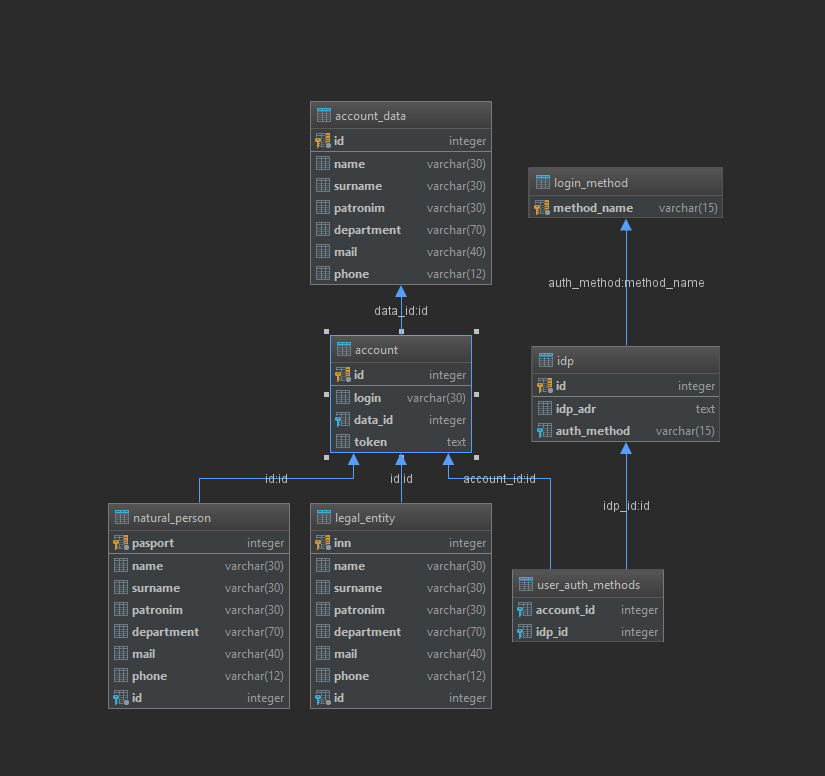 account_data
id integer
name varchar(30)
surname varchar(30)
patronim varchar(30)
department varchar(70)
mail varchar(40)
phone varchar(12)
login_method
method_name varchar(15)
data_id:id
auth_method:method_name
account
id integer
login varchar(30)
data_id integer
token text
idp
id integer
idp_adr text
auth_method varchar(15)
id:id
id:id
account_id:id
idp_id:id
natural_person
pasport integer
name varchar(30)
surname varchar(30)
patronim varchar(30)
department varchar(70)
mail varchar(40)
phone varchar(12)
id integer
legal_entity
inn integer
name varchar(30)
surname varchar(30)
patronim varchar(30)
department varchar(70)
mail varchar(40)
phone varchar(12)
id integer
user_auth_methods
account_id integer
idp_id integer